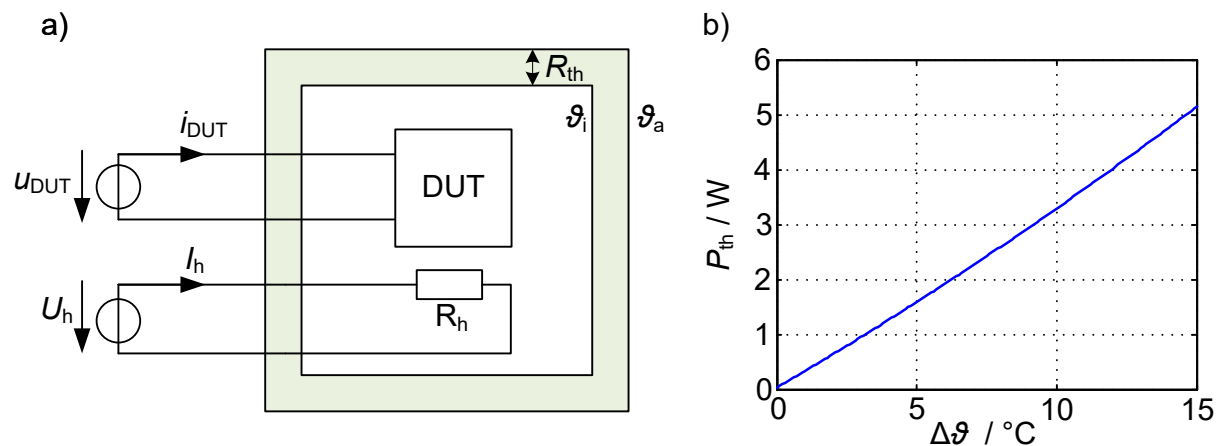 a)
R_th
ϑ_i
ϑ_a
i_DUT
u_DUT
DUT
I_h
U_h
R_h
b)
6
5
4
3
2
1
0
P_th / W
0
5
10
15
Δϑ / °C